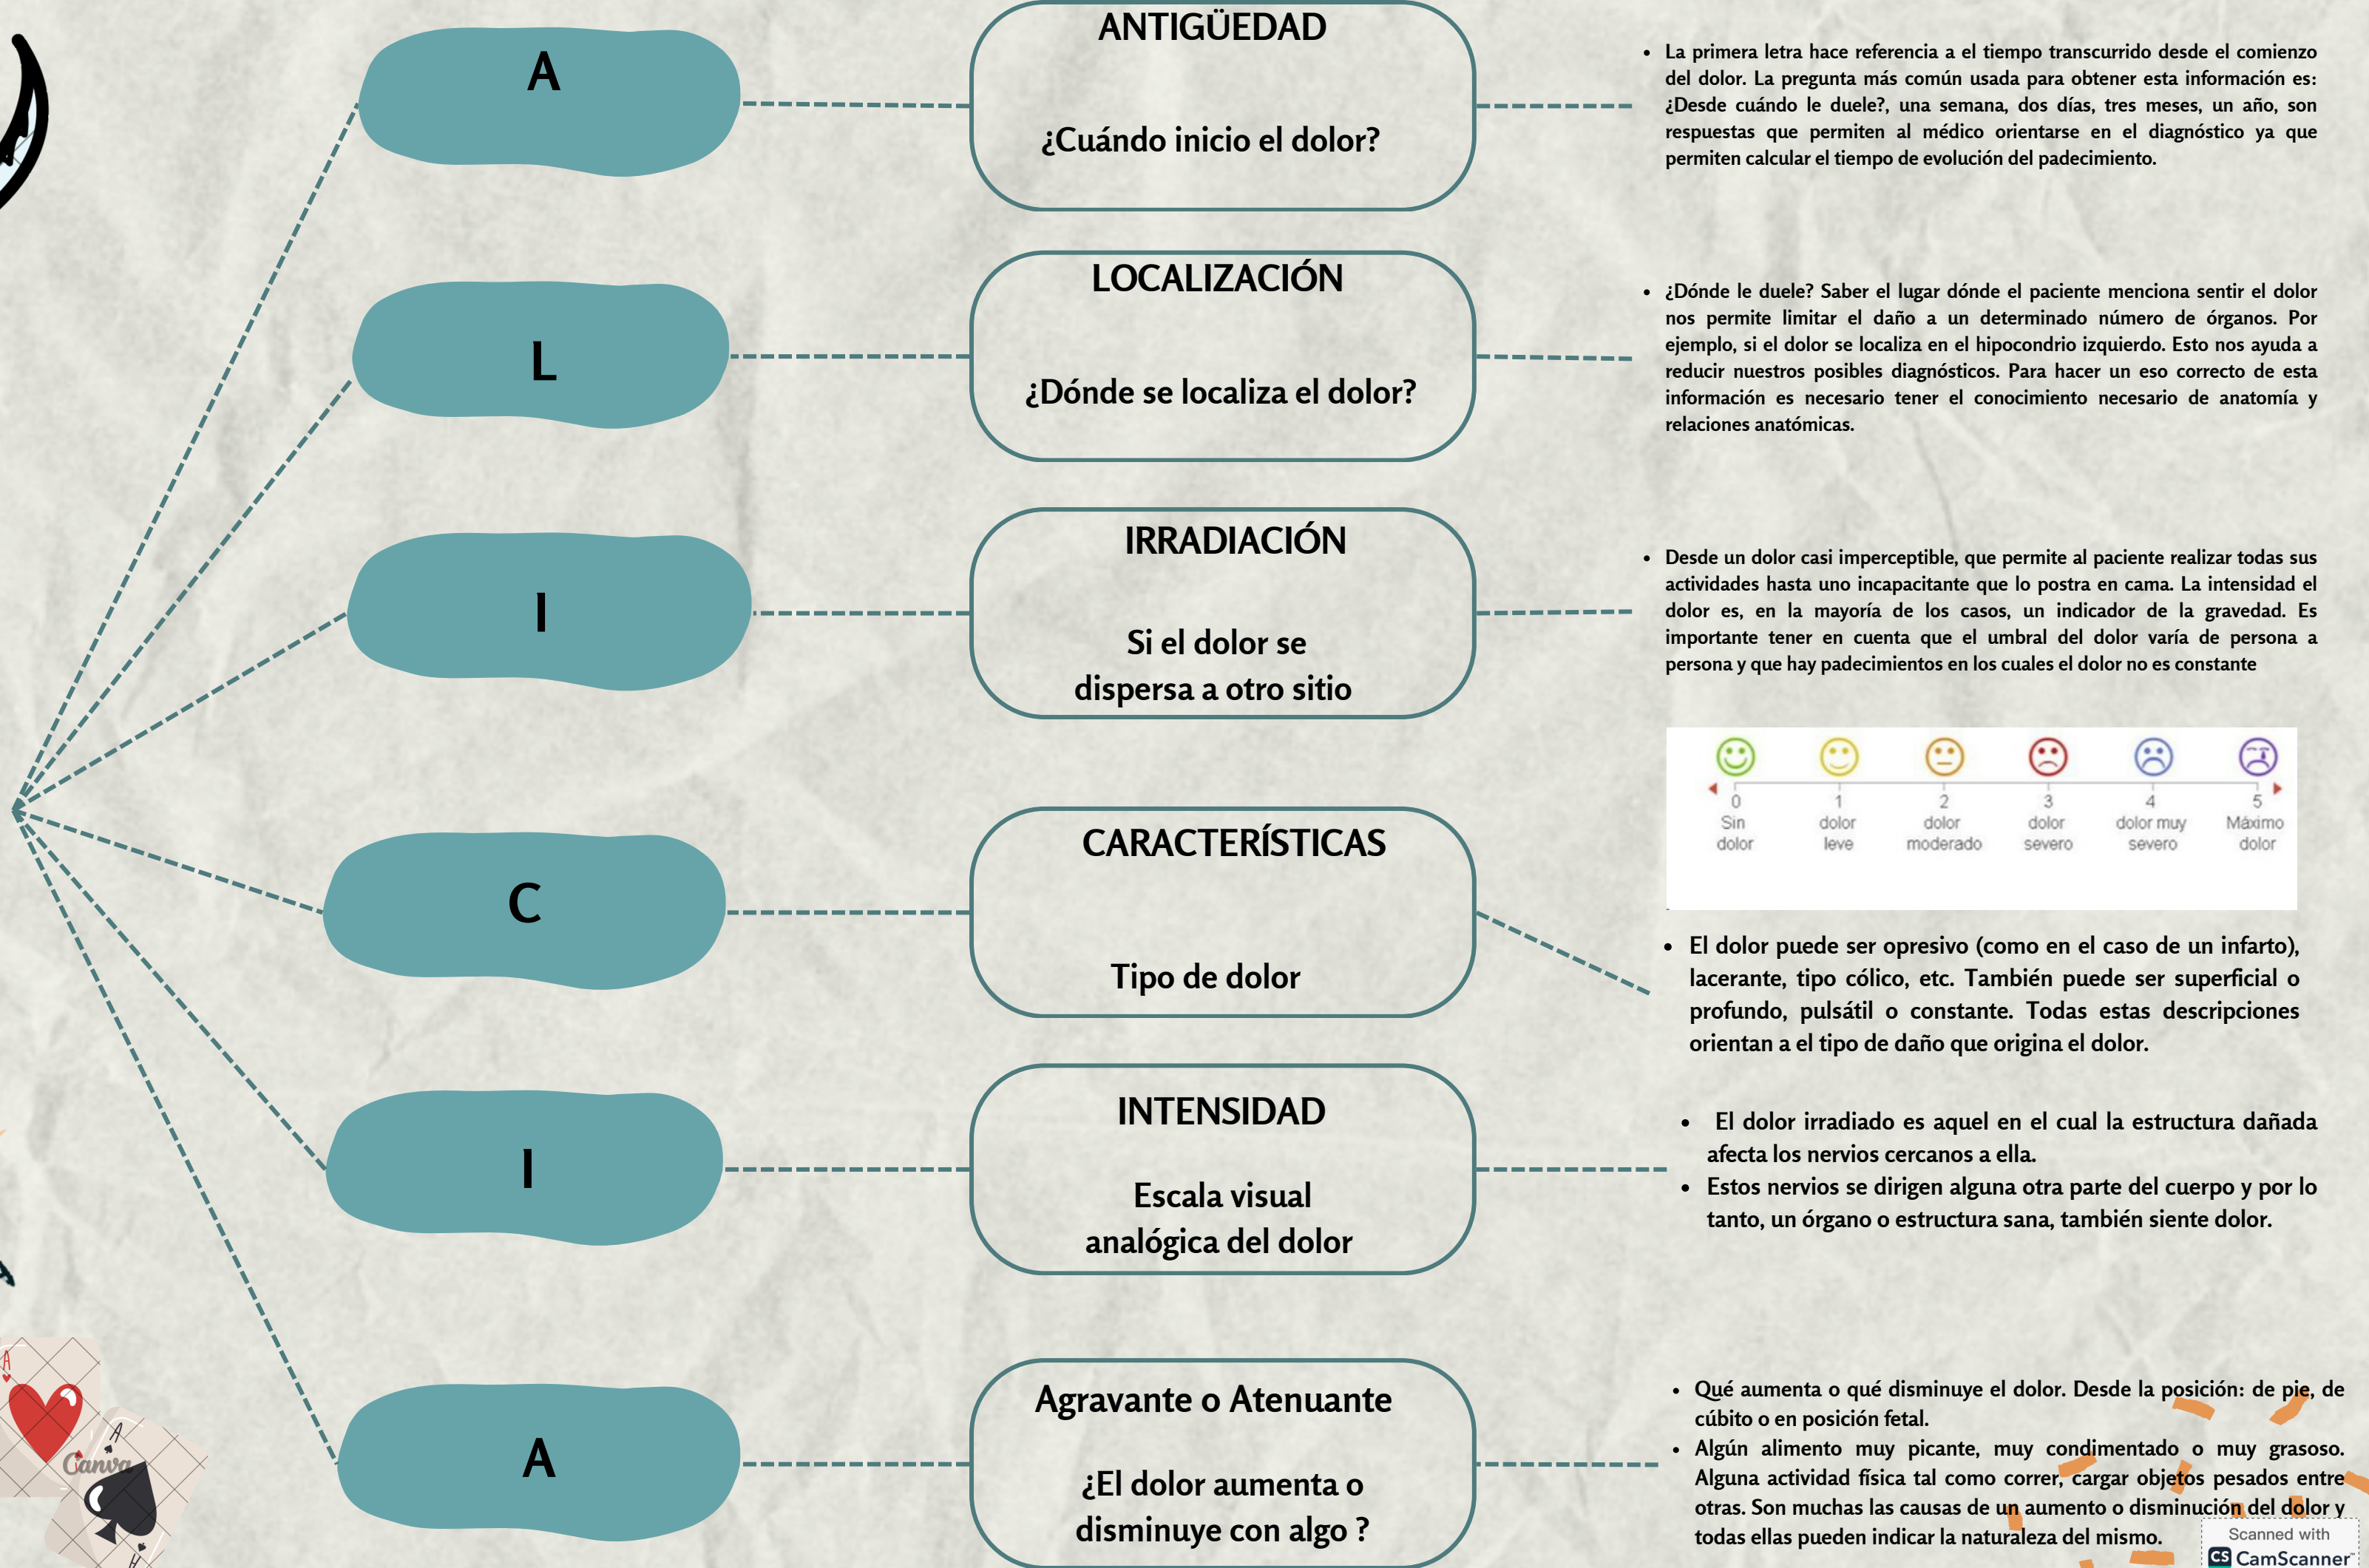 A
ANTIGÜEDAD
¿Cuándo inicio el dolor?
• La primera letra hace referencia a el tiempo transcurrido desde el comienzo
del dolor. La pregunta más común usada para obtener esta información es:
¿Desde cuándo le duele?, una semana, dos días, tres meses, un año, son
respuestas que permiten al médico orientarse en el diagnóstico ya que
permiten calcular el tiempo de evolución del padecimiento.
L
LOCALIZACIÓN
¿Dónde se localiza el dolor?
• ¿Dónde le duele? Saber el lugar dónde el paciente menciona sentir el dolor
nos permite limitar el daño a un determinado número de órganos. Por
ejemplo, si el dolor se localiza en el hipocondrio izquierdo. Esto nos ayuda a
reducir nuestros posibles diagnósticos. Para hacer un eso correcto de esta
información es necesario tener el conocimiento necesario de anatomía y
relaciones anatómicas.
I
IRRADIACIÓN
Si el dolor se
dispersa a otro sitio
• Desde un dolor casi imperceptible, que permite al paciente realizar todas sus
actividades hasta uno incapacitante que lo postra en cama. La intensidad el
dolor es, en la mayoría de los casos, un indicador de la gravedad. Es
importante tener en cuenta que el umbral del dolor varía de persona a
persona y que hay padecimientos en los cuales el dolor no es constante
0 1 2 3 4 5
Sin dolor dolor dolor dolor muy Máximo
dolor leve moderado severo severo dolor
C
CARACTERÍSTICAS
Tipo de dolor
• El dolor puede ser opresivo (como en el caso de un infarto),
lacerante, tipo cólico, etc. También puede ser superficial o
profundo, pulsátil o constante. Todas estas descripciones
orientan a el tipo de daño que origina el dolor.
I
INTENSIDAD
Escala visual
analógica del dolor
• El dolor irradiado es aquel en el cual la estructura dañada
afecta los nervios cercanos a ella.
• Estos nervios se dirigen alguna otra parte del cuerpo y por lo
tanto, un órgano o estructura sana, también siente dolor.
A
Agravante o Atenuante
¿El dolor aumenta o
disminuye con algo ?
• Qué aumenta o qué disminuye el dolor. Desde la posición: de pie, de
cúbito o en posición fetal.
• Algún alimento muy picante, muy condimentado o muy grasoso.
Alguna actividad física tal como correr, cargar objetos pesados entre
otras. Son muchas las causas de un aumento o disminución del dolor y
todas ellas pueden indicar la naturaleza del mismo.
A
A
Canva
A
Scanned with
CS CamScanner